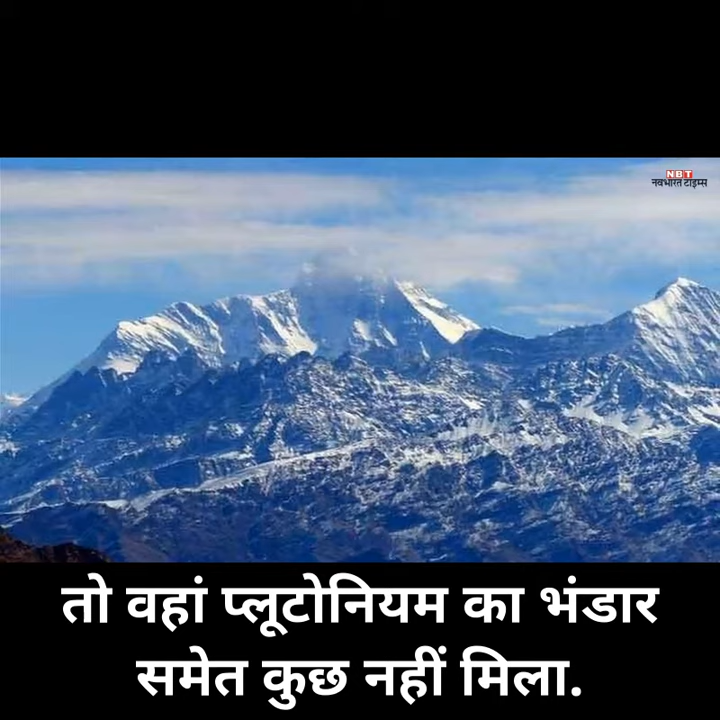 NBT
नवभारत टाइम्स
तो वहां प्लूटोनियम का भंडार
समेत कुछ नहीं मिला.